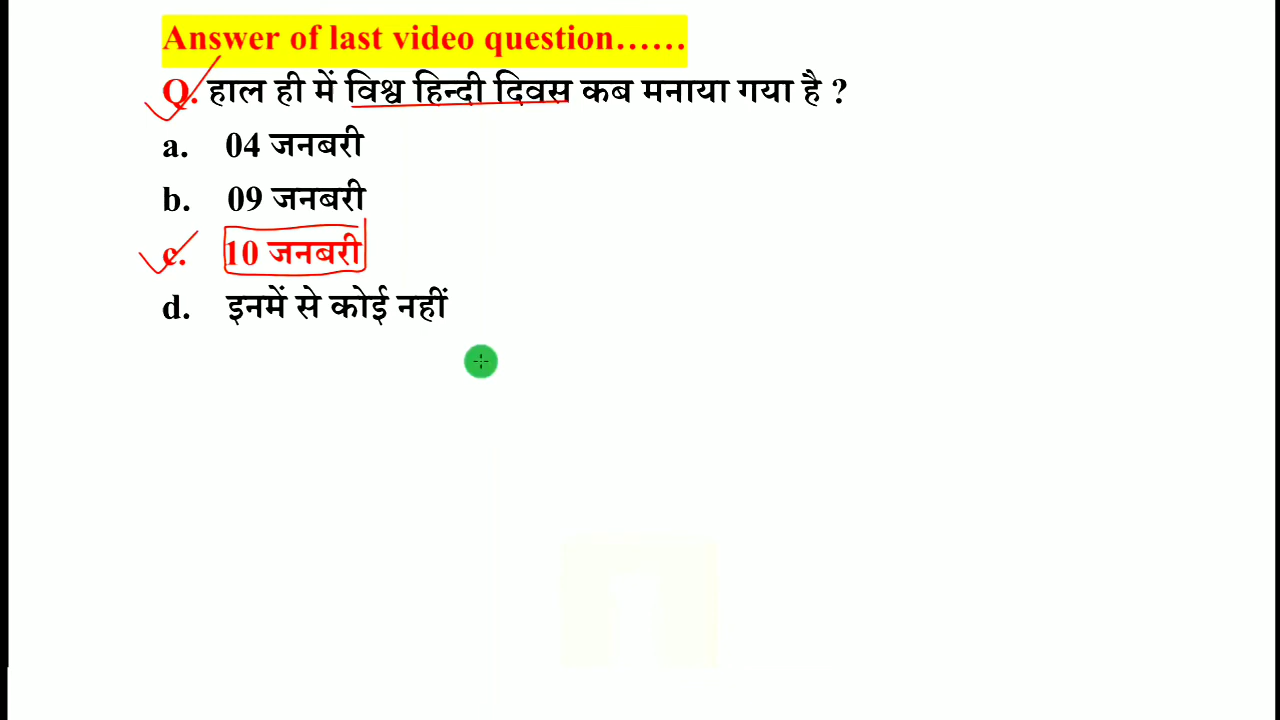 Answer of last video question……
Q. हाल ही में विश्व हिन्दी दिवस कब मनाया गया है ?
a. 04 जनबरी
b. 09 जनबरी
c. 10 जनबरी
d. इनमें से कोई नहीं